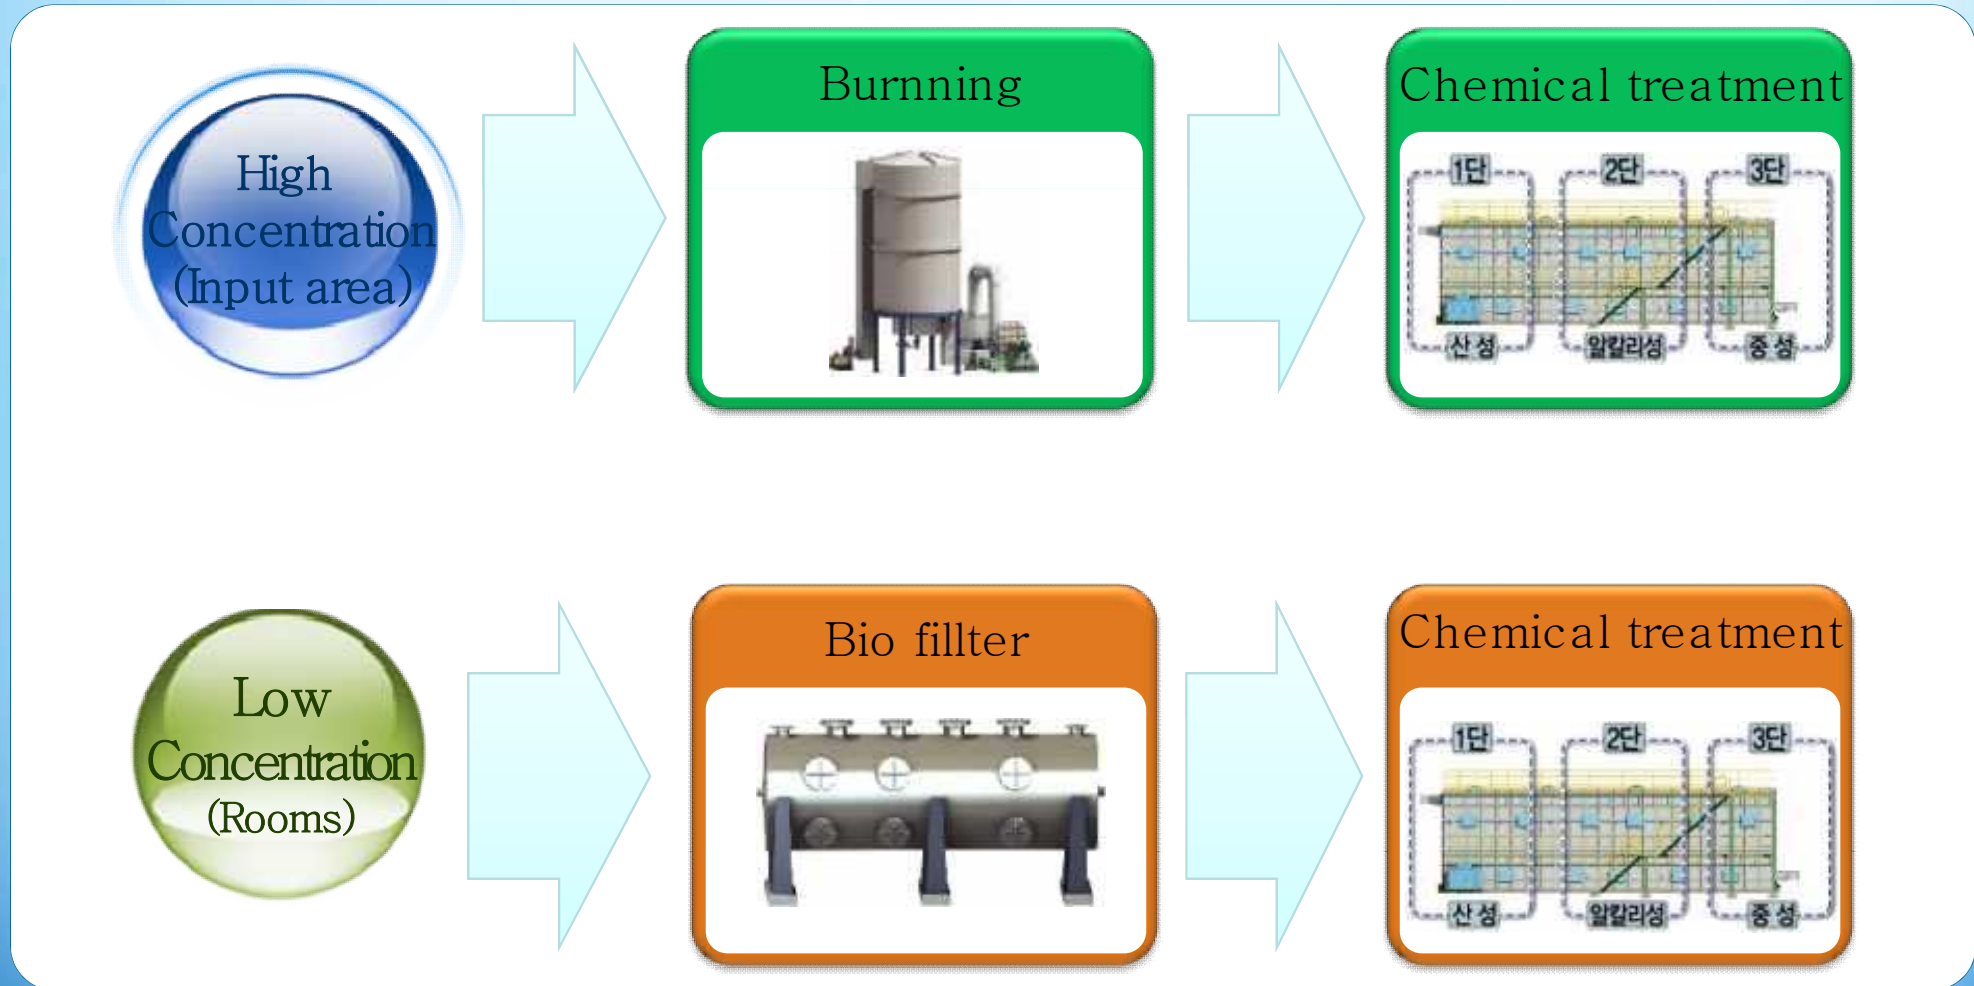 High
Concentration
(Input area)
Burnning
Chemical treatment
1단 2단 3단
산 성 알칼리성 중 성
Low
Concentration
(Rooms)
Bio fillter
Chemical treatment
1단 2단 3단
산 성 알칼리성 중 성